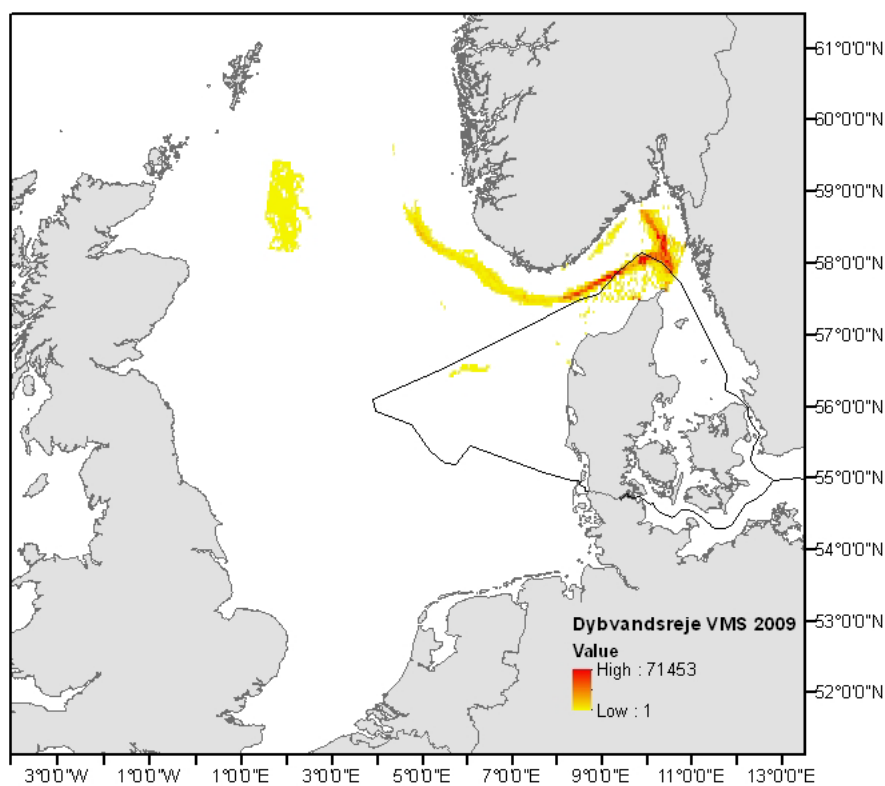 61°0'0"N
60°0'0"N
59°0'0"N
58°0'0"N
57°0'0"N
56°0'0"N
55°0'0"N
54°0'0"N
53°0'0"N
52°0'0"N
Dybvandsreje VMS 2009
Value
High : 71453
Low : 1
3°0'0"W 1°0'0"W 1°0'0"E 3°0'0"E 5°0'0"E 7°0'0"E 9°0'0"E 11°0'0"E 13°0'0"E